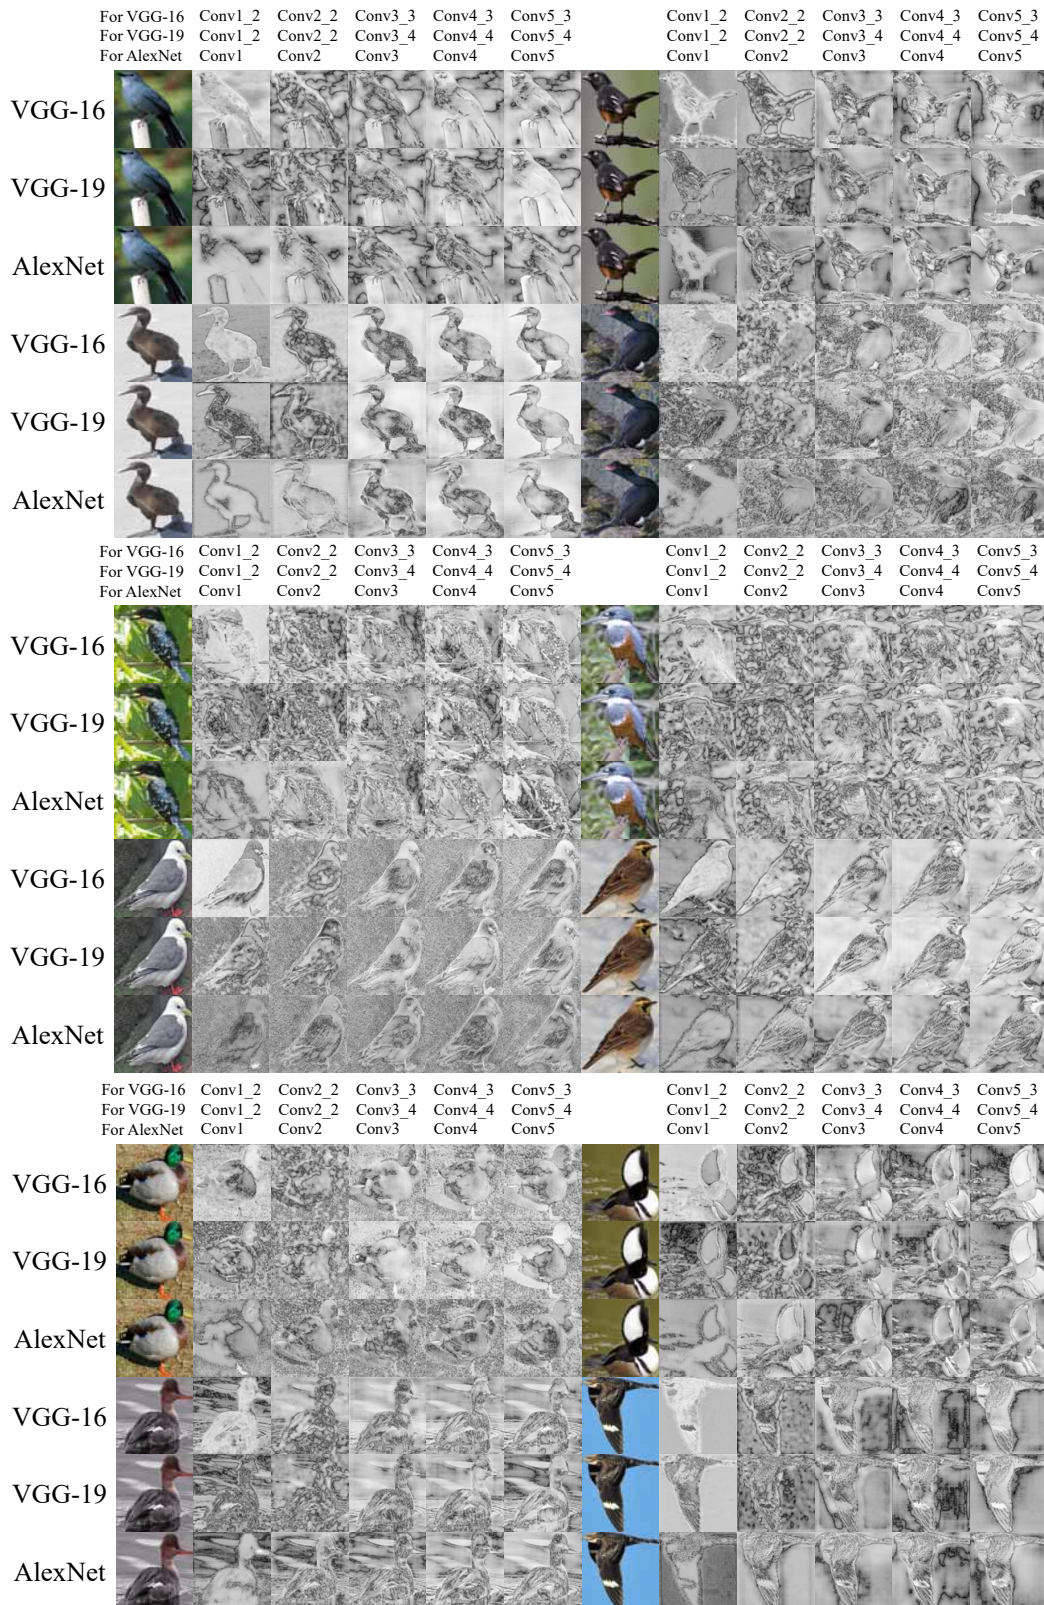 For VGG-16 Conv1_2 Conv2_2 Conv3_3 Conv4_3 Conv5_3 Conv1_2 Conv2_2 Conv3_3 Conv4_3 Conv5_3
For VGG-19 Conv1_2 Conv2_2 Conv3_4 Conv4_4 Conv5_4 Conv1_2 Conv2_2 Conv3_4 Conv4_4 Conv5_4
For AlexNet Conv1 Conv2 Conv3 Conv4 Conv5 Conv1 Conv2 Conv3 Conv4 Conv5
VGG-16
VGG-19
AlexNet
VGG-16
VGG-19
AlexNet
For VGG-16 Conv1_2 Conv2_2 Conv3_3 Conv4_3 Conv5_3 Conv1_2 Conv2_2 Conv3_3 Conv4_3 Conv5_3
For VGG-19 Conv1_2 Conv2_2 Conv3_4 Conv4_4 Conv5_4 Conv1_2 Conv2_2 Conv3_4 Conv4_4 Conv5_4
For AlexNet Conv1 Conv2 Conv3 Conv4 Conv5 Conv1 Conv2 Conv3 Conv4 Conv5
VGG-16
VGG-19
AlexNet
VGG-16
VGG-19
AlexNet
For VGG-16 Conv1_2 Conv2_2 Conv3_3 Conv4_3 Conv5_3 Conv1_2 Conv2_2 Conv3_3 Conv4_3 Conv5_3
For VGG-19 Conv1_2 Conv2_2 Conv3_4 Conv4_4 Conv5_4 Conv1_2 Conv2_2 Conv3_4 Conv4_4 Conv5_4
For AlexNet Conv1 Conv2 Conv3 Conv4 Conv5 Conv1 Conv2 Conv3 Conv4 Conv5
VGG-16
VGG-19
AlexNet
VGG-16
VGG-19
AlexNet